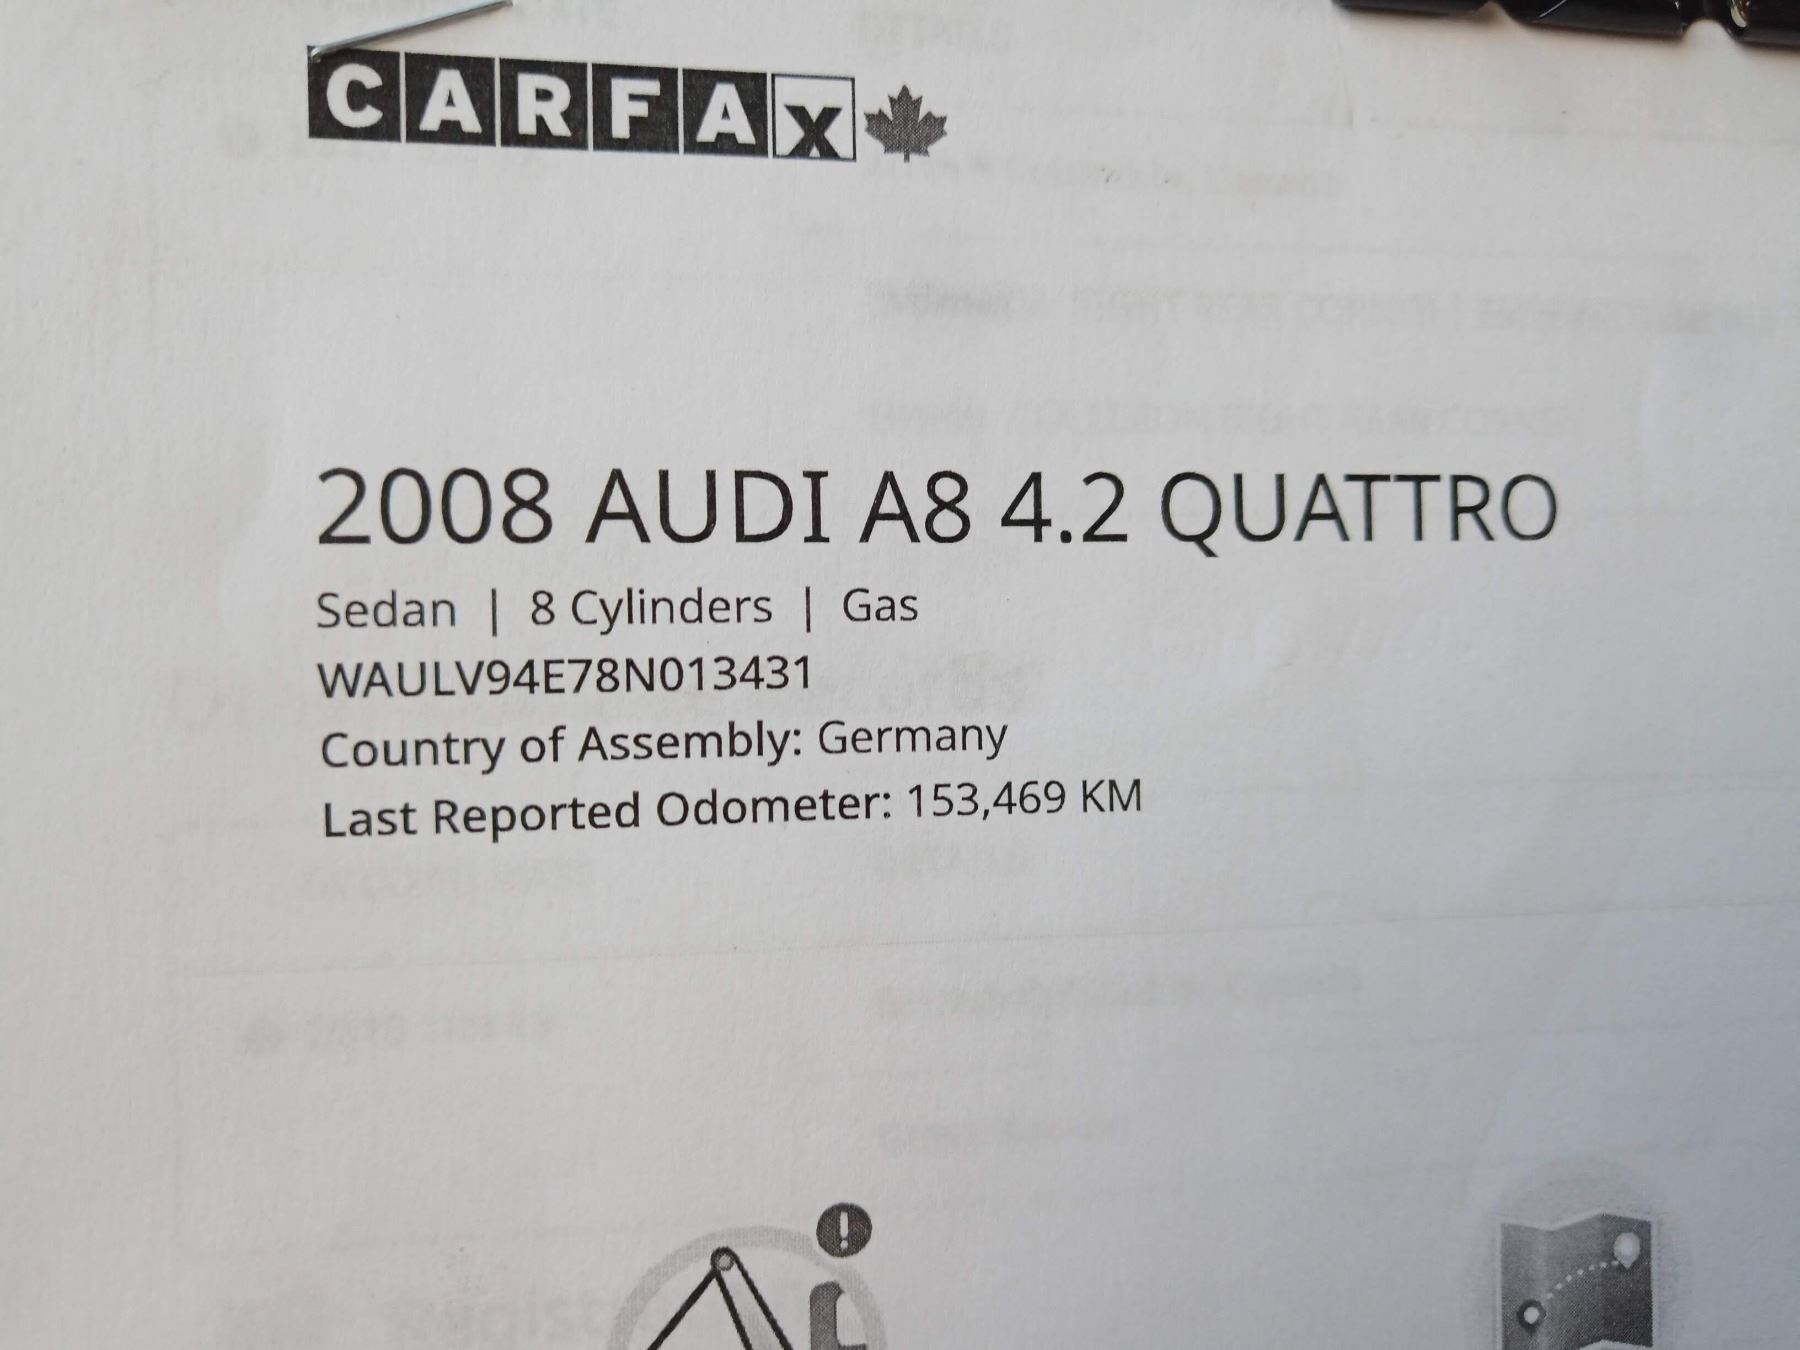 CARFAX
2008 AUDI A8 4.2 QUATTRO
Sedan | 8 Cylinders | Gas
WAULV94E78N013431
Country of Assembly: Germany
Last Reported Odometer: 153,469 KM